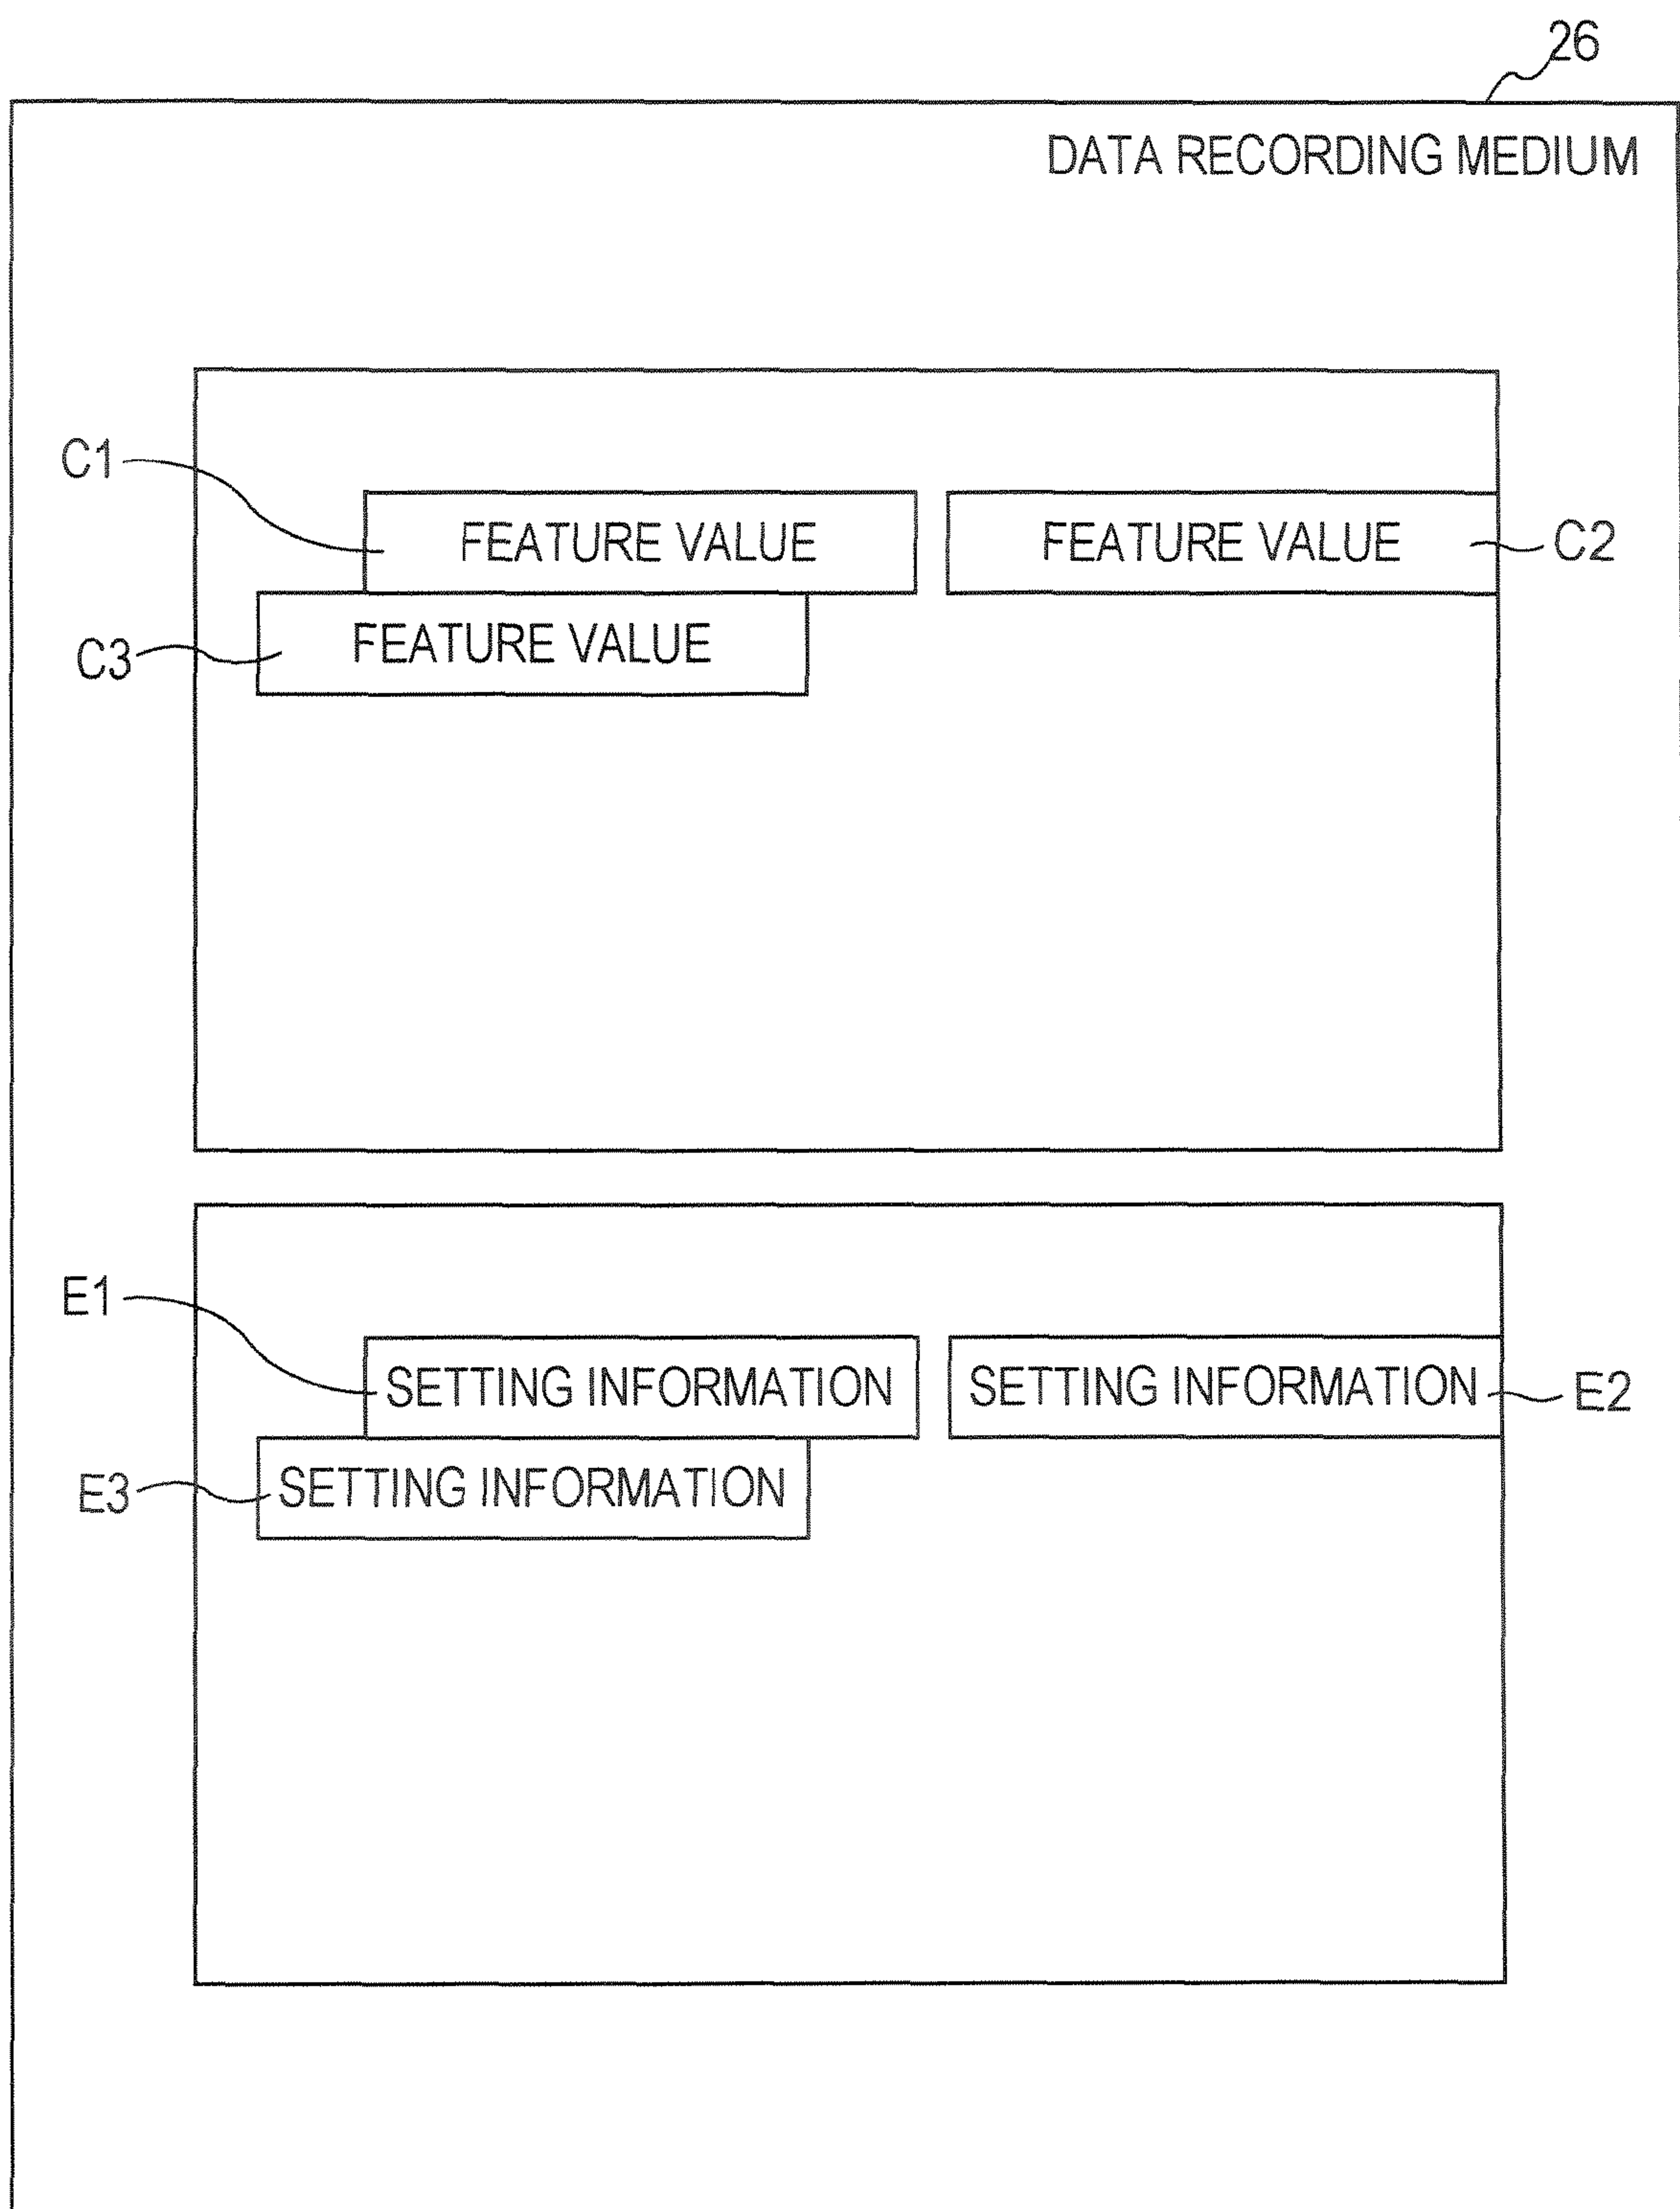 26
DATA RECORDING MEDIUM
C1
FEATURE VALUE
FEATURE VALUE
C2
C3
FEATURE VALUE
E1
SETTING INFORMATION
SETTING INFORMATION
E2
E3
SETTING INFORMATION